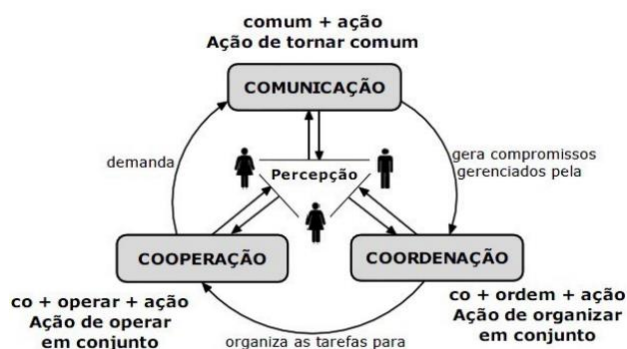 comum + ação
Ação de tornar comum
COMUNICAÇÃO
demanda
gera compromissos
gerenciados pela
Percepção
COOPERAÇÃO
COORDENAÇÃO
co + operar + ação
Ação de operar
em conjunto
co + ordem + ação
Ação de organizar
em conjunto
organiza as tarefas para